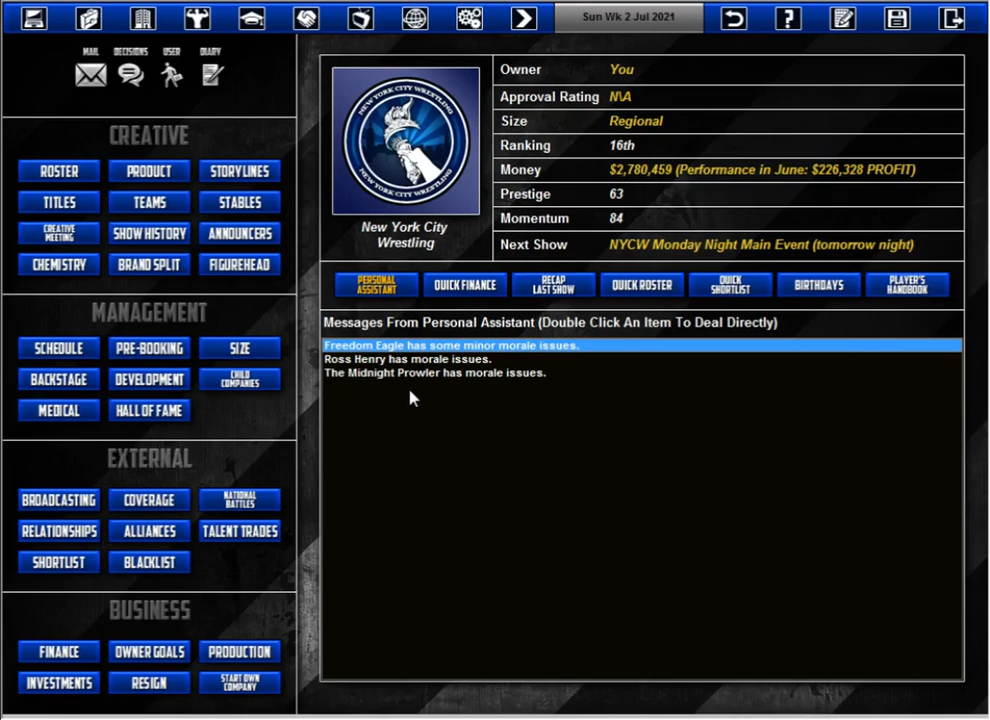 Sun Wk 2 Jul 2021
MAIL DECISIONS USER DIARY
CREATIVE
ROSTER PRODUCT STORYLINES
TITLES TEAMS STABLES
CREATIVE MEETING SHOW HISTORY ANNOUNCERS
CHEMISTRY BRAND SPLIT FIGUREHEAD
MANAGEMENT
SCHEDULE PRE-BOOKING SIZE
BACKSTAGE DEVELOPMENT CHILD COMPANIES
MEDICAL HALL OF FAME
EXTERNAL
BROADCASTING COVERAGE NATIONAL BATTLES
RELATIONSHIPS ALLIANCES TALENT TRADES
SHORTLIST BLACKLIST
BUSINESS
FINANCE OWNER GOALS PRODUCTION
INVESTMENTS RESIGN START OWN COMPANY
NEW YORK CITY WRESTLING
NEW YORK CITY WRESTLING
New York City
Wrestling
Owner You
Approval Rating N\A
Size Regional
Ranking 16th
Money $2,780,459 (Performance in June: $226,328 PROFIT)
Prestige 63
Momentum 84
Next Show NYCW Monday Night Main Event (tomorrow night)
PERSONAL ASSISTANT QUICK FINANCE RECAP LAST SHOW QUICK ROSTER QUICK SHORTLIST BIRTHDAYS PLAYER'S HANDBOOK
Messages From Personal Assistant (Double Click An Item To Deal Directly)
Freedom Eagle has some minor morale issues.
Ross Henry has morale issues.
The Midnight Prowler has morale issues.